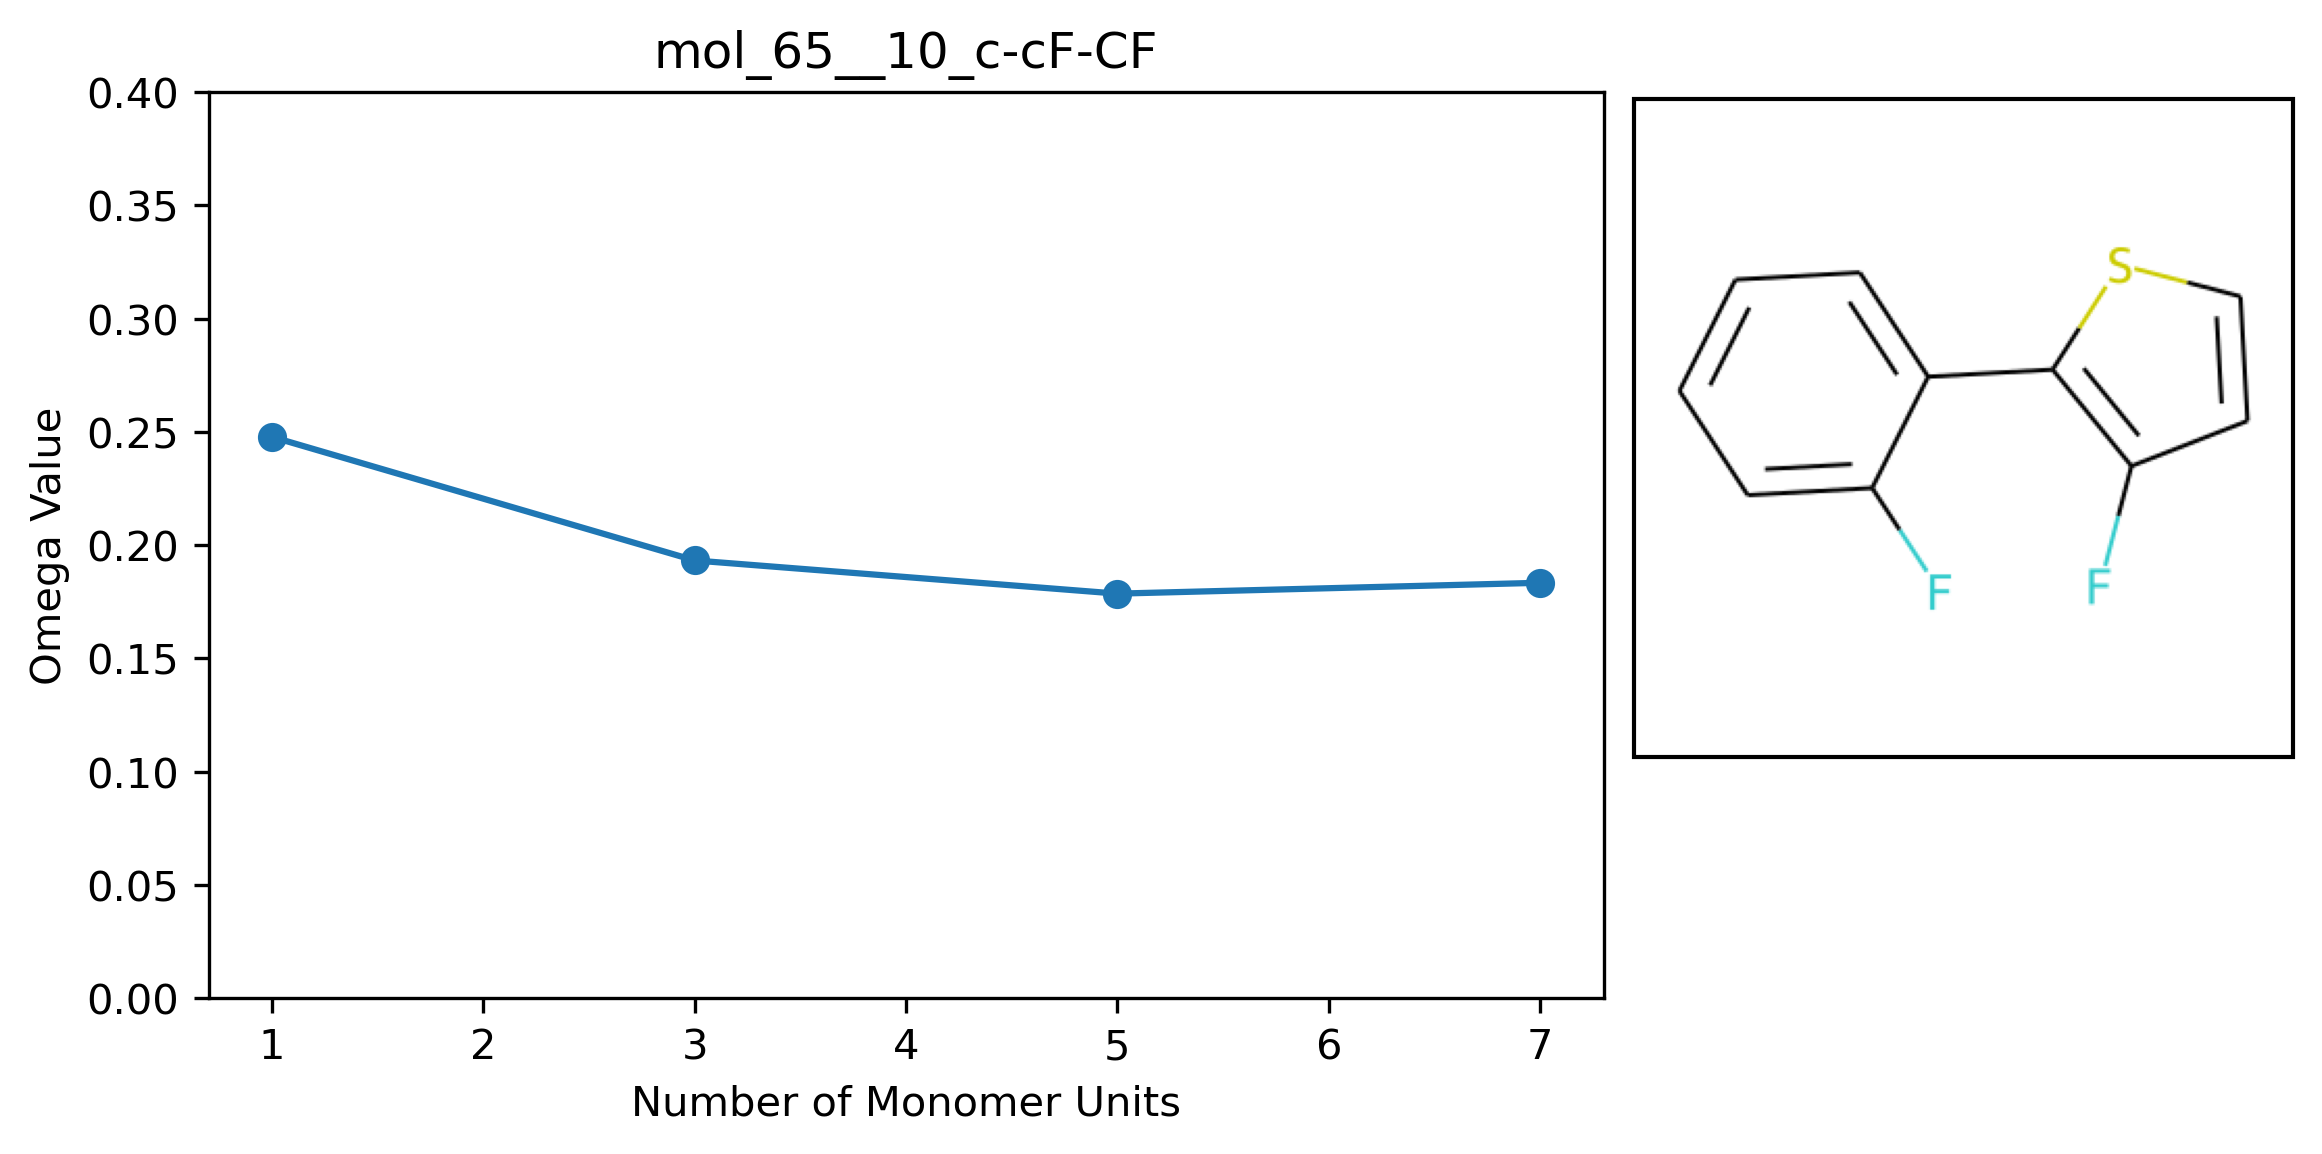 mol_65__10_c-cF-CF
0.40
0.35
0.30
0.25
0.20
0.15
0.10
0.05
0.00
Omega Value
1 2 3 4 5 6 7
Number of Monomer Units
S
F F